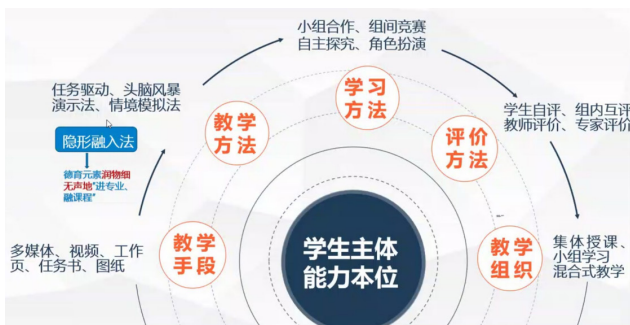 小组合作、组间竞赛
自主探究、角色扮演
任务驱动、头脑风暴
演示法、情境模拟法
隐形融入法
德育元素润物细
无声地“进专业、
融课程”
学习
方法
教学
方法
评价
方法
学生自评、组内互评
教师评价、专家评价
教学
手段
多媒体、视频、工作
页、任务书、图纸
学生主体
能力本位
教学
组织
集体授课、
小组学习
混合式教学